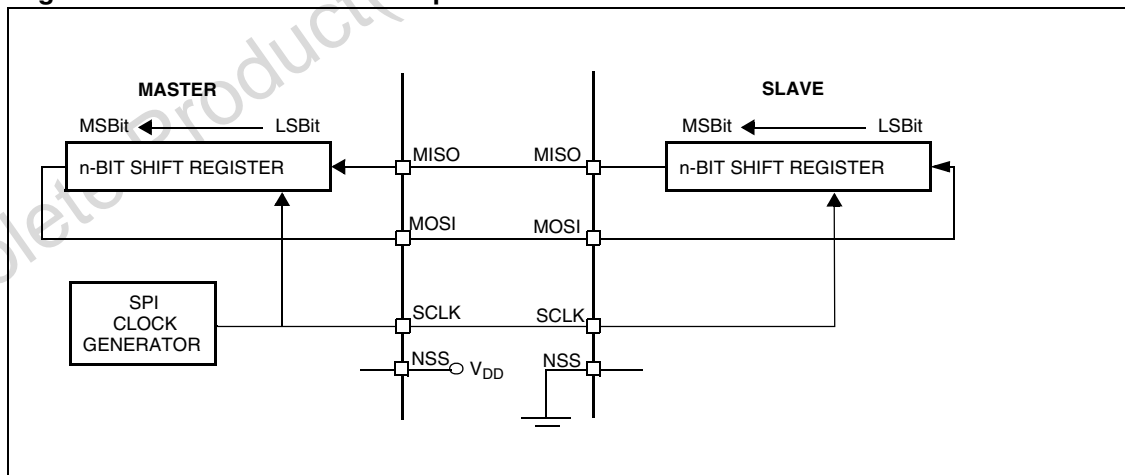 MASTER
SLAVE
MSBit LSBit
MSBit LSBit
n-BIT SHIFT REGISTER
n-BIT SHIFT REGISTER
MISO MISO
MOSI MOSI
SPI
CLOCK
GENERATOR
SCLK SCLK
NSS VDD
NSS
Product(